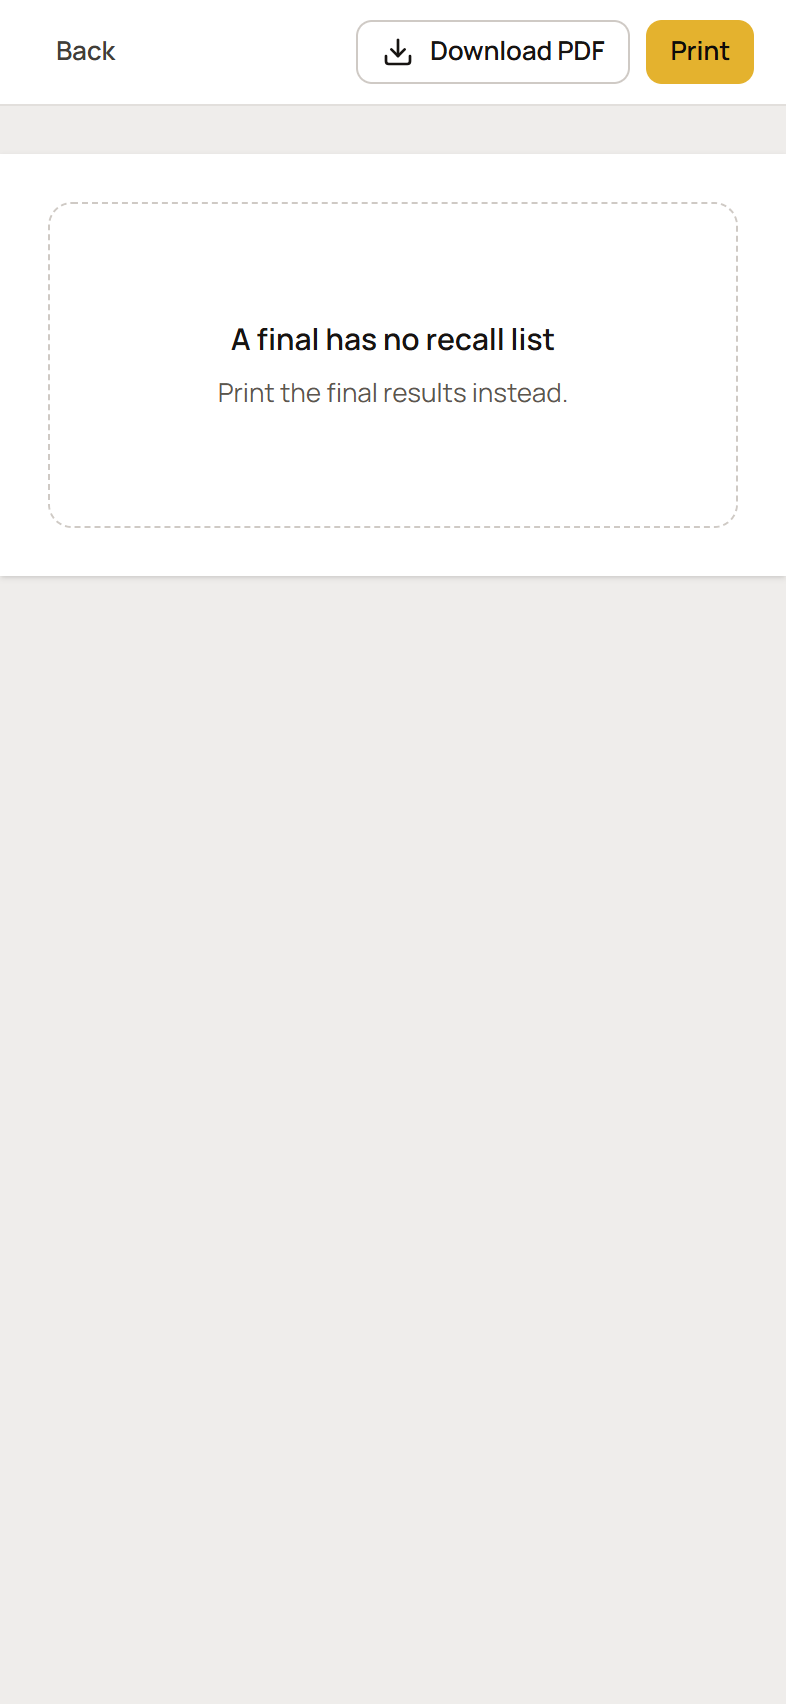 Back
Download PDF
Print
A final has no recall list
Print the final results instead.